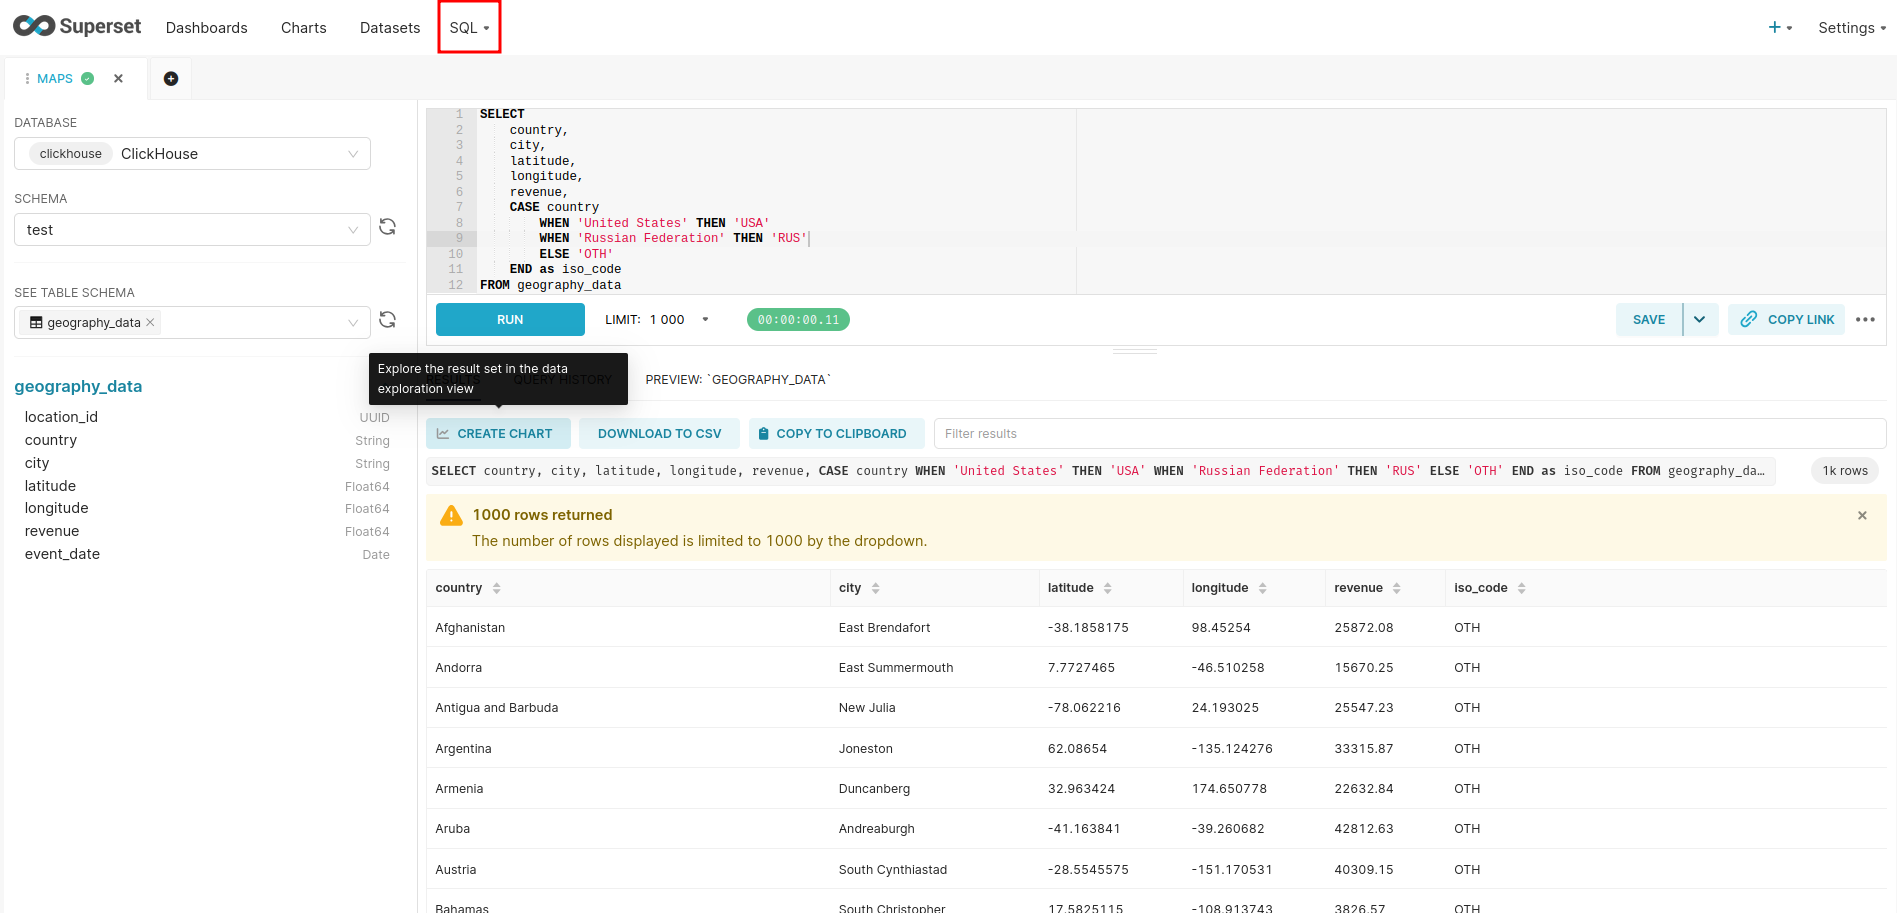 Superset Dashboards Charts Datasets SQL Settings
MAPS
DATABASE
clickhouse ClickHouse
SCHEMA
test
SEE TABLE SCHEMA
geography_data
geography_data
location_id UUID
country String
city String
latitude Float64
longitude Float64
revenue Float64
event_date Date
1 SELECT
2 country,
3 city,
4 latitude,
5 longitude,
6 revenue,
7 CASE country
8 WHEN 'United States' THEN 'USA'
9 WHEN 'Russian Federation' THEN 'RUS'
10 ELSE 'OTH'
11 END as iso_code
12 FROM geography_data
RUN LIMIT: 1 000 00:00:00.11 SAVE COPY LINK
Explore the result set in the data
exploration view
RESULTS QUERY HISTORY PREVIEW: `GEOGRAPHY_DATA`
CREATE CHART DOWNLOAD TO CSV COPY TO CLIPBOARD Filter results
SELECT country, city, latitude, longitude, revenue, CASE country WHEN 'United States' THEN 'USA' WHEN 'Russian Federation' THEN 'RUS' ELSE 'OTH' END as iso_code FROM geography_da… 1k rows
1000 rows returned
The number of rows displayed is limited to 1000 by the dropdown.
country city latitude longitude revenue iso_code
Afghanistan East Brendafort -38.1858175 98.45254 25872.08 OTH
Andorra East Summermouth 7.7727465 -46.510258 15670.25 OTH
Antigua and Barbuda New Julia -78.062216 24.193025 25547.23 OTH
Argentina Joneston 62.08654 -135.124276 33315.87 OTH
Armenia Duncanberg 32.963424 174.650778 22632.84 OTH
Aruba Andreaburgh -41.163841 -39.260682 42812.63 OTH
Austria South Cynthiastad -28.5545575 -151.170531 40309.15 OTH
Bahamas South Christopher 17.5825115 -108.913743 3826.57 OTH